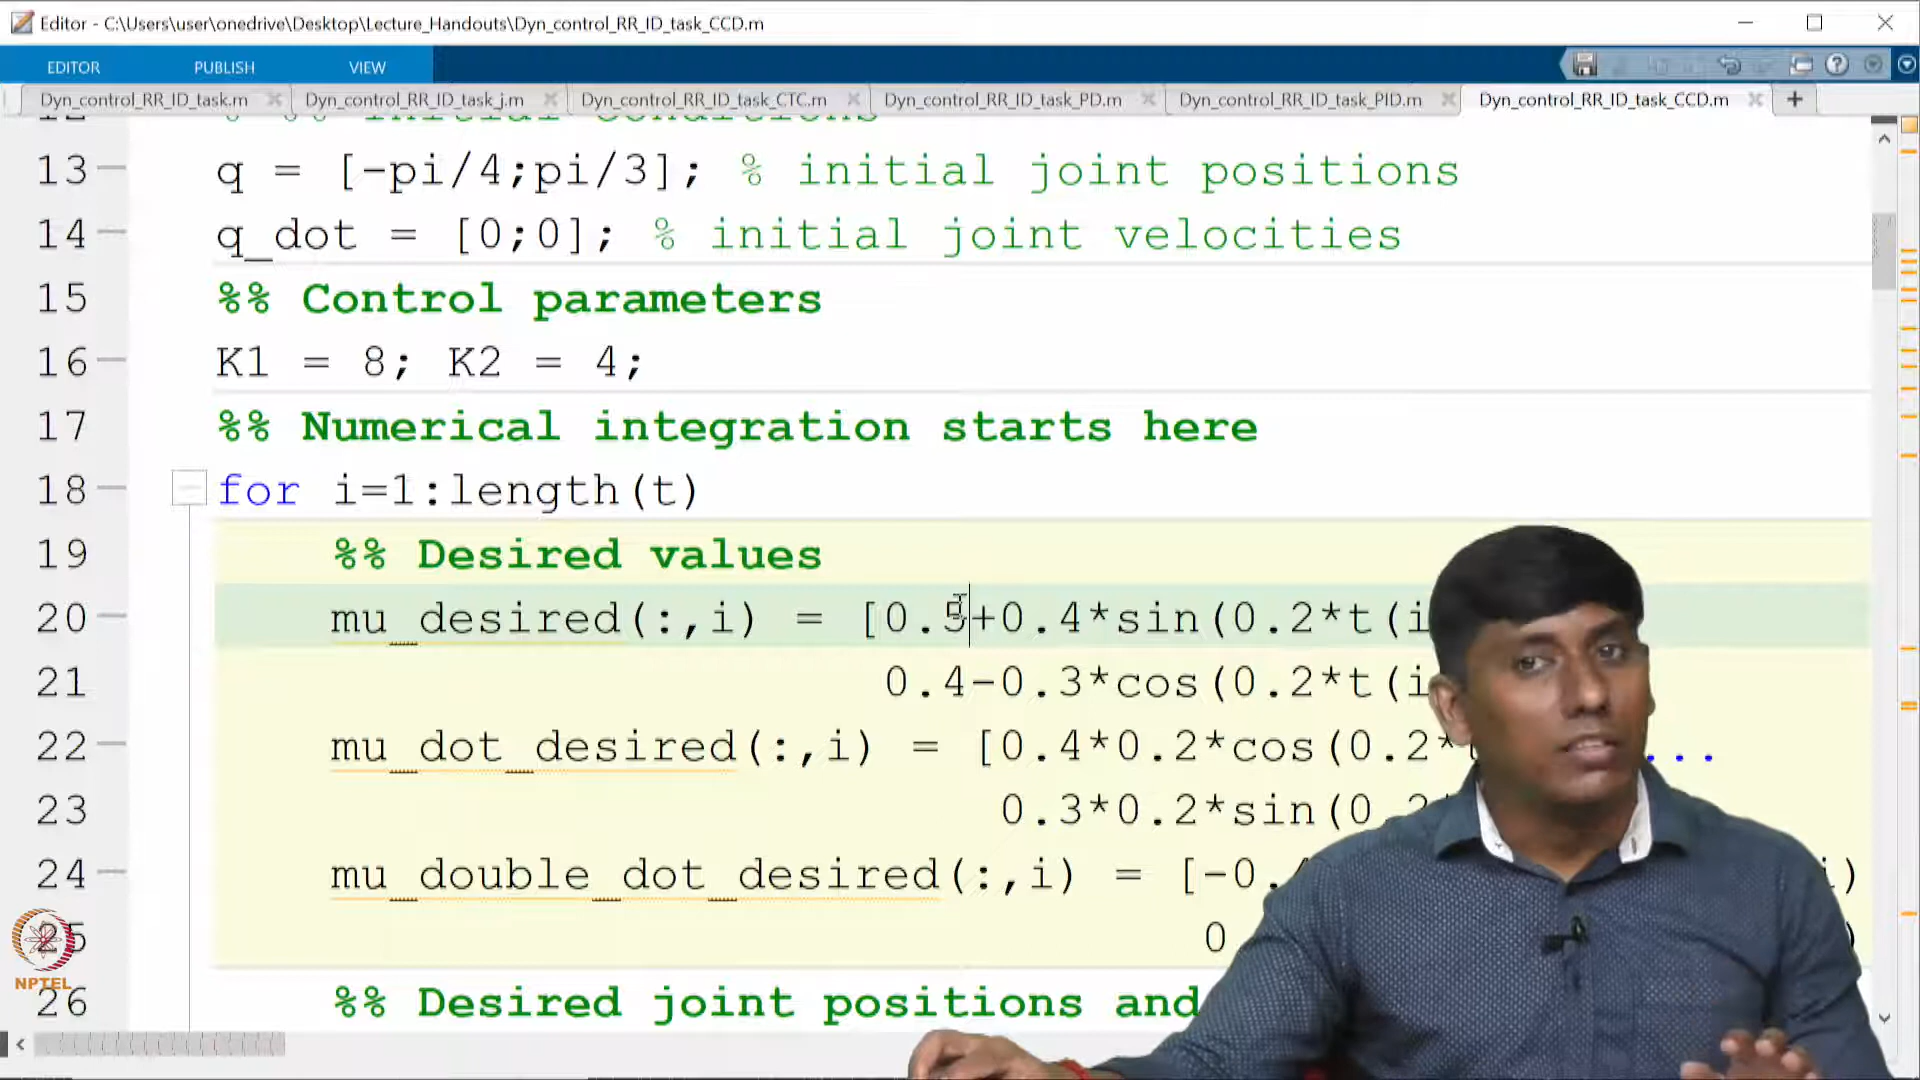 Editor - C:\Users\user\onedrive\Desktop\Lecture_Handouts\Dyn_control_RR_ID_task_CCD.m
EDITOR PUBLISH VIEW
Dyn_control_RR_ID_task.m Dyn_control_RR_ID_task_j.m Dyn_control_RR_ID_task_CTC.m Dyn_control_RR_ID_task_PD.m Dyn_control_RR_ID_task_PID.m Dyn_control_RR_ID_task_CCD.m
13 q = [-pi/4;pi/3]; % initial joint positions
14 q_dot = [0;0]; % initial joint velocities
15 %% Control parameters
16 K1 = 8; K2 = 4;
17 %% Numerical integration starts here
18 for i=1:length(t)
19 %% Desired values
20 mu_desired(:,i) = [0.5+0.4*sin(0.2*t(i
21 0.4-0.3*cos(0.2*t(i
22 mu_dot_desired(:,i) = [0.4*0.2*cos(0.2* ...
23 0.3*0.2*sin(0.2*
24 mu_double_dot_desired(:,i) = [-0. i)
25 0 )
NPTEL
26 %% Desired joint positions and